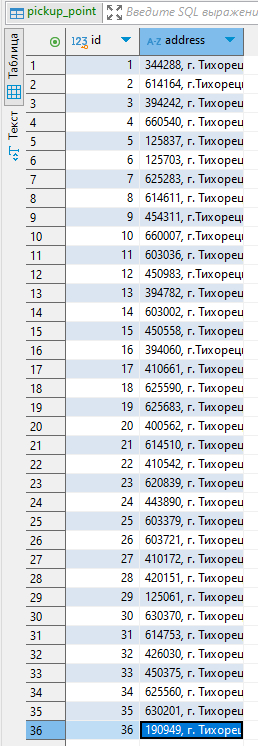 pickup_point Введите SQL выражен
Таблица
Текст
123 id A-Z address
1 1 344288, г. Тихорец
2 2 614164, г. Тихорец
3 3 394242, г. Тихорец
4 4 660540, г. Тихорец
5 5 125837, г. Тихорец
6 6 125703, г. Тихорец
7 7 625283, г. Тихорец
8 8 614611, г. Тихорец
9 9 454311, г.Тихорец
10 10 660007, г.Тихорец
11 11 603036, г. Тихорец
12 12 450983, г. Тихорец
13 13 394782, г. Тихорец
14 14 603002, г. Тихорец
15 15 450558, г. Тихорец
16 16 394060, г.Тихорец
17 17 410661, г. Тихорец
18 18 625590, г. Тихорец
19 19 625683, г. Тихорец
20 20 400562, г. Тихорец
21 21 614510, г. Тихорец
22 22 410542, г. Тихорец
23 23 620839, г. Тихорец
24 24 443890, г. Тихорец
25 25 603379, г. Тихорец
26 26 603721, г. Тихорец
27 27 410172, г. Тихорец
28 28 420151, г. Тихорец
29 29 125061, г. Тихорец
30 30 630370, г. Тихорец
31 31 614753, г. Тихорец
32 32 426030, г. Тихорец
33 33 450375, г. Тихорец
34 34 625560, г. Тихорец
35 35 630201, г. Тихорец
36 36 190949, г. Тихорец